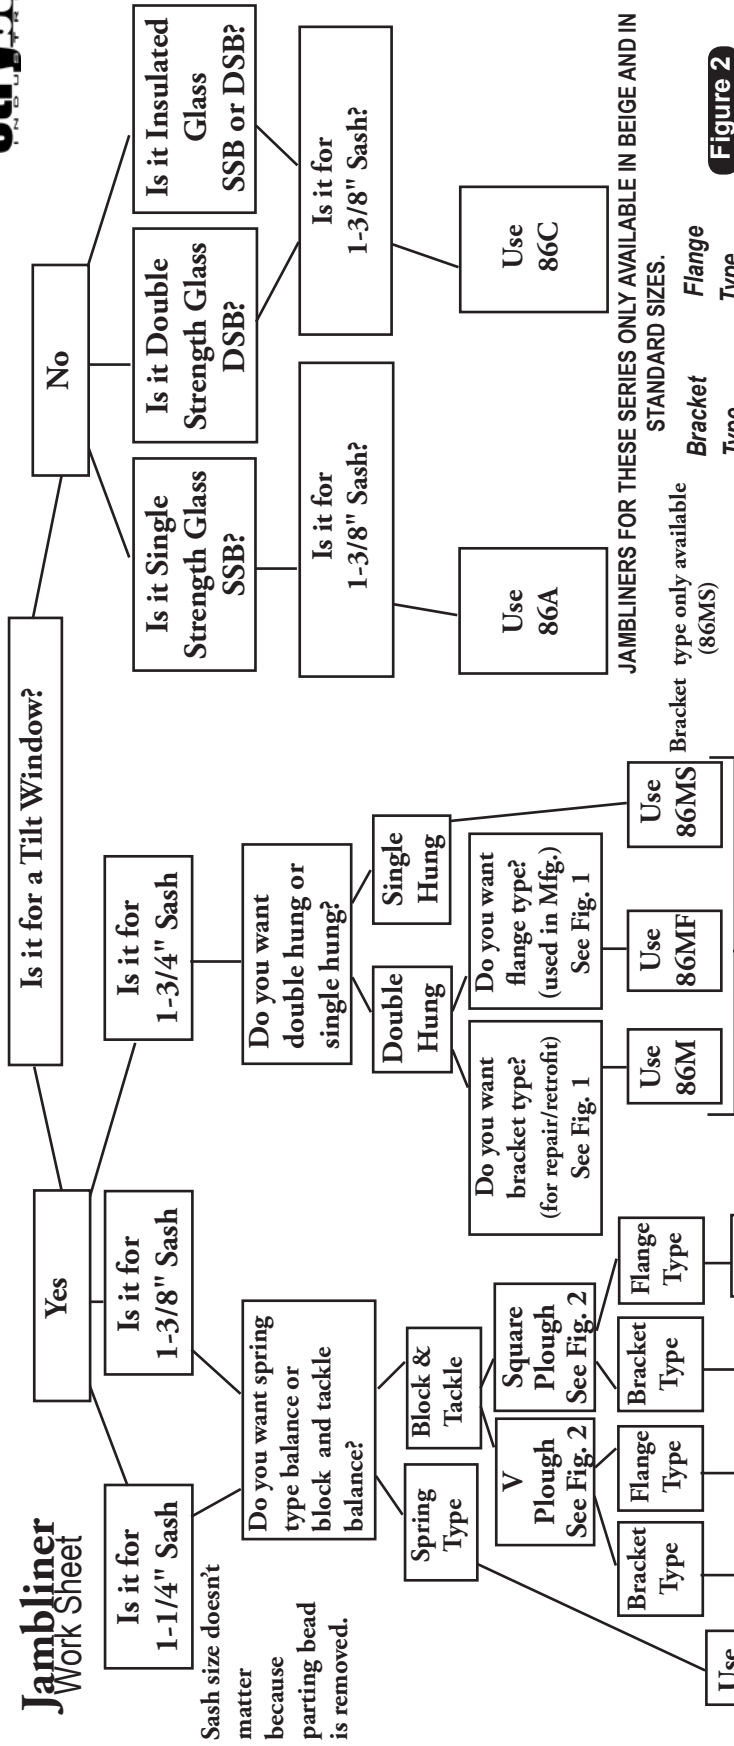 Jambliner
Work Sheet
INDUSTR
Is it for a Tilt Window?
Yes
No
Is it for
1-1/4" Sash
Is it for
1-3/8" Sash
Is it for
1-3/4" Sash
Is it Single
Strength Glass
SSB?
Is it Double
Strength Glass
DSB?
Is it Insulated
Glass
SSB or DSB?
Sash size doesn't
matter
because
parting bead
is removed.
Do you want spring
type balance or
block and tackle
balance?
Do you want
double hung or
single hung?
Is it for
1-3/8" Sash?
Is it for
1-3/8" Sash?
Spring
Type
Block &
Tackle
Double
Hung
Single
Hung
Use
86A
Use
86C
V
Plough
See Fig. 2
Square
Plough
See Fig. 2
Do you want
bracket type?
(for repair/retrofit)
See Fig. 1
Do you want
flange type?
(used in Mfg.)
See Fig. 1
Bracket
Type
Flange
Type
Bracket
Type
Flange
Type
Use
86M
Use
86MF
Use
86MS
JAMBLINERS FOR THESE SERIES ONLY AVAILABLE IN BEIGE AND IN
STANDARD SIZES.
Bracket type only available
(86MS)
Bracket
Type
Flange
Type
Figure 2
Use